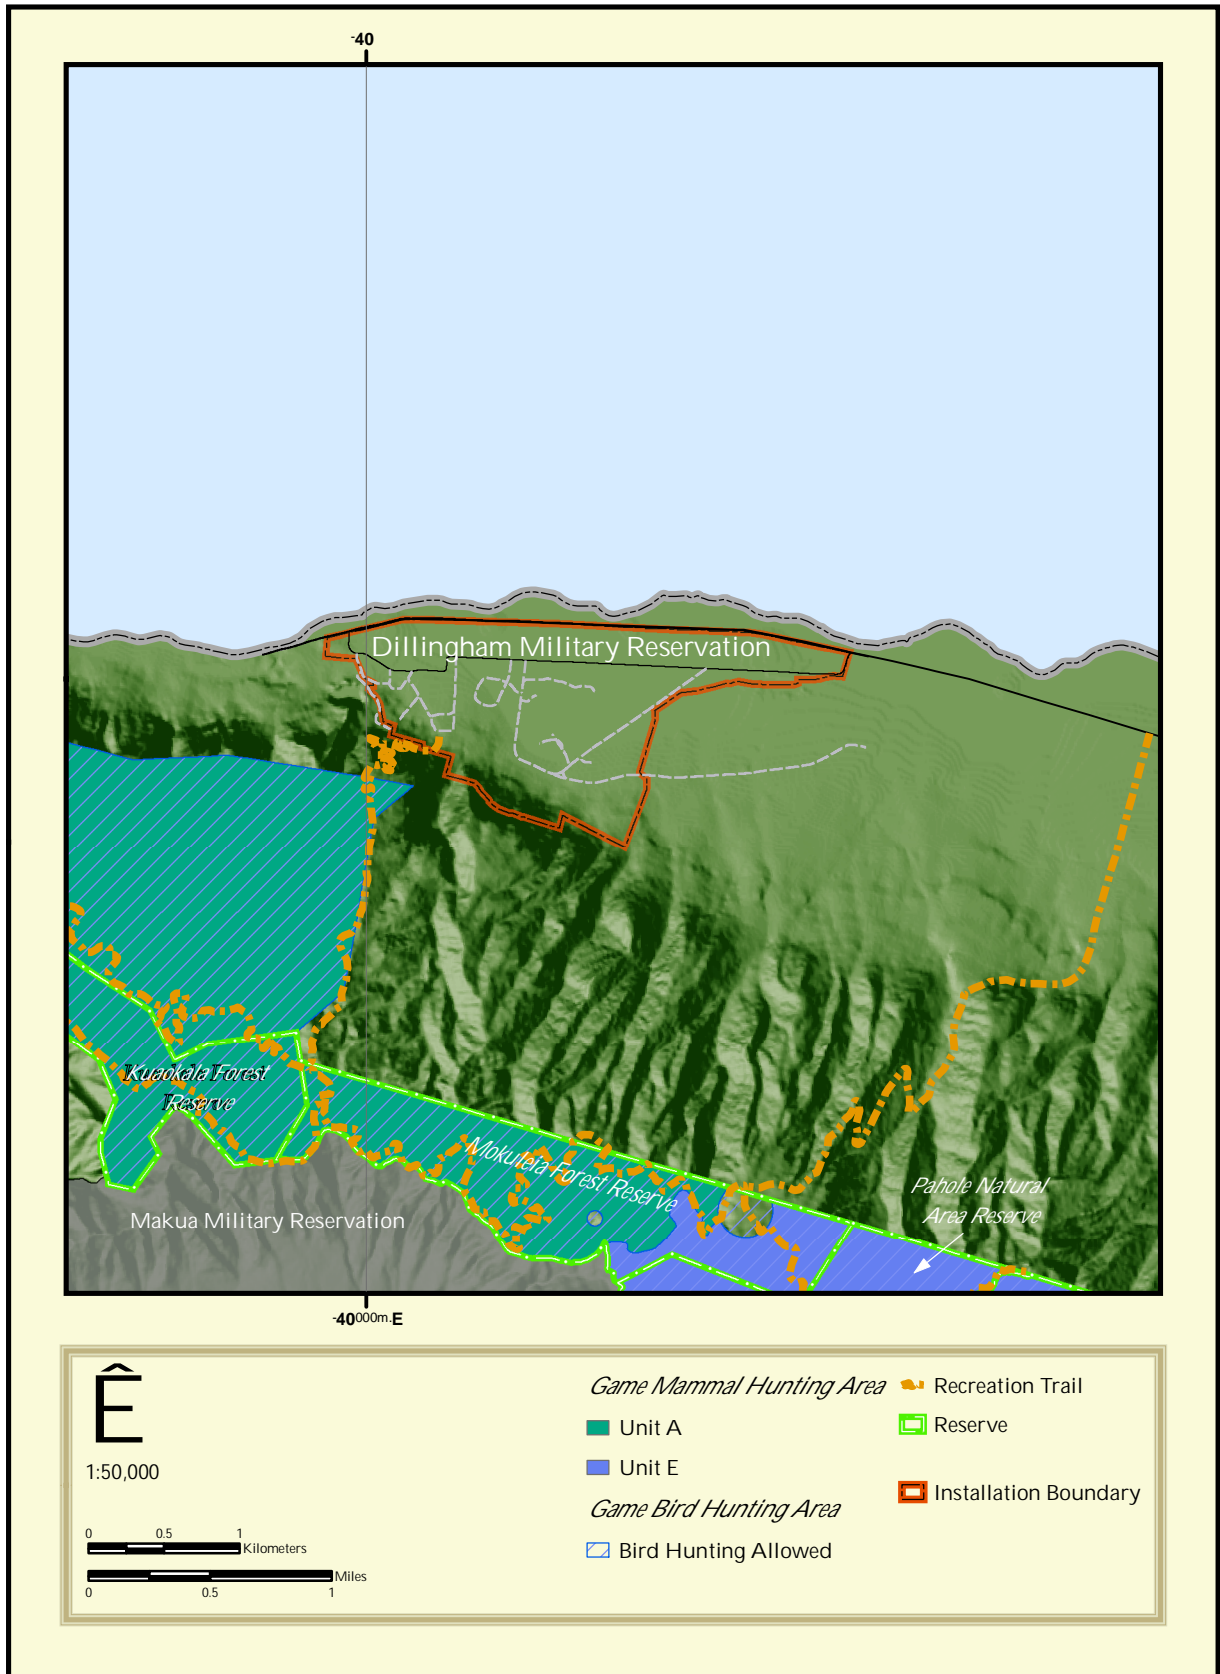 -40
Dillingham Military Reservation
Kuaokala Forest
Reserve
Mokuleia Forest Reserve
Pahole Natural
Area Reserve
Makua Military Reservation
-40000m.E
Ê
1:50,000
0 0.5 1
Kilometers
Miles
0 0.5 1
Game Mammal Hunting Area
Unit A
Unit E
Game Bird Hunting Area
Bird Hunting Allowed
Recreation Trail
Reserve
Installation Boundary